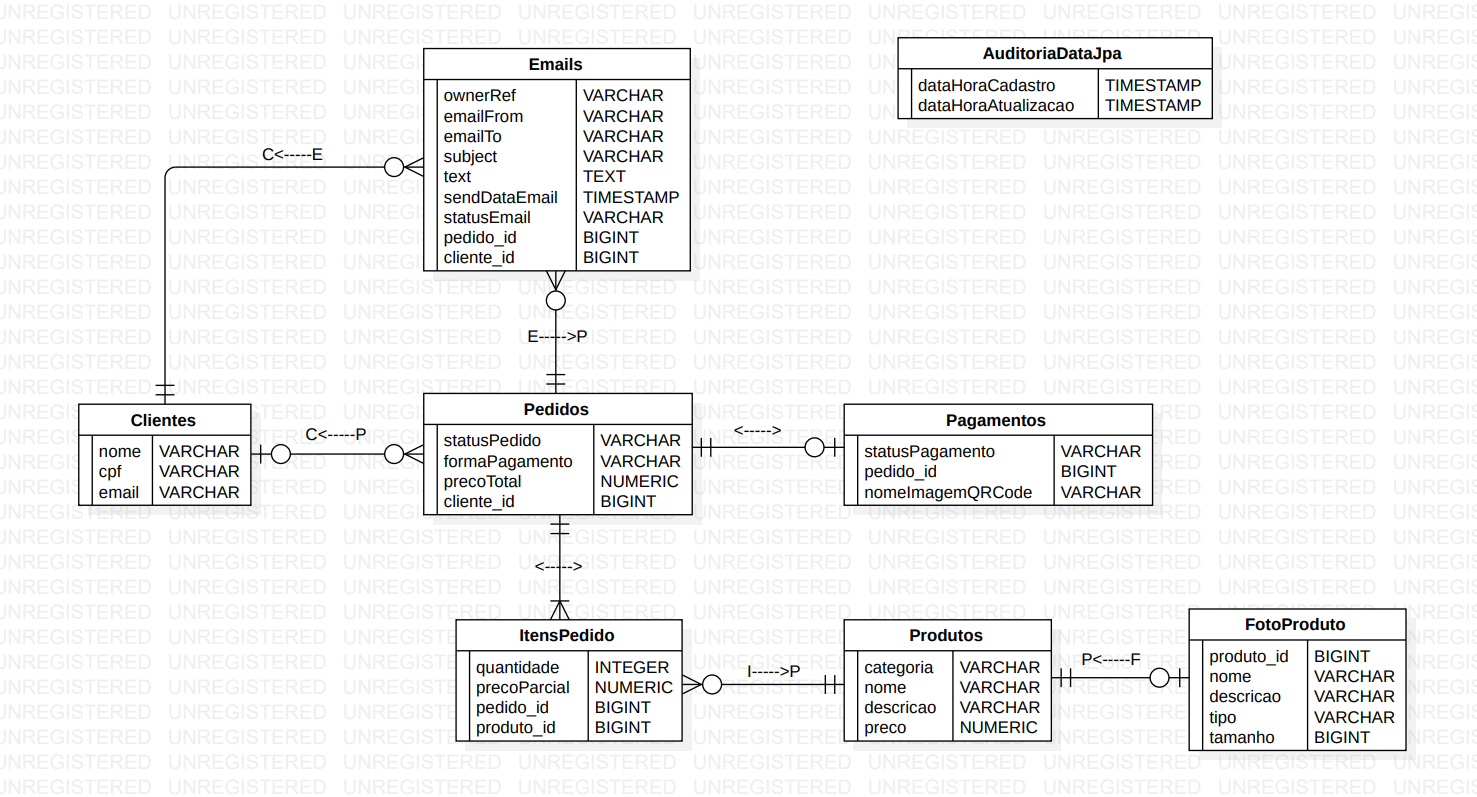 Emails
ownerRef VARCHAR
emailFrom VARCHAR
emailTo VARCHAR
subject VARCHAR
text TEXT
sendDataEmail TIMESTAMP
statusEmail VARCHAR
pedido_id BIGINT
cliente_id BIGINT
AuditoriaDataJpa
dataHoraCadastro TIMESTAMP
dataHoraAtualizacao TIMESTAMP
C<-----E
E----->P
Clientes
nome VARCHAR
cpf VARCHAR
email VARCHAR
C<-----P
Pedidos
statusPedido VARCHAR
formaPagamento VARCHAR
precoTotal NUMERIC
cliente_id BIGINT
<----->
Pagamentos
statusPagamento VARCHAR
pedido_id BIGINT
nomeImagemQRCode VARCHAR
<----->
ItensPedido
quantidade INTEGER
precoParcial NUMERIC
pedido_id BIGINT
produto_id BIGINT
I----->P
Produtos
categoria VARCHAR
nome VARCHAR
descricao VARCHAR
preco NUMERIC
P<-----F
FotoProduto
produto_id BIGINT
nome VARCHAR
descricao VARCHAR
tipo VARCHAR
tamanho BIGINT
UNREGISTERED